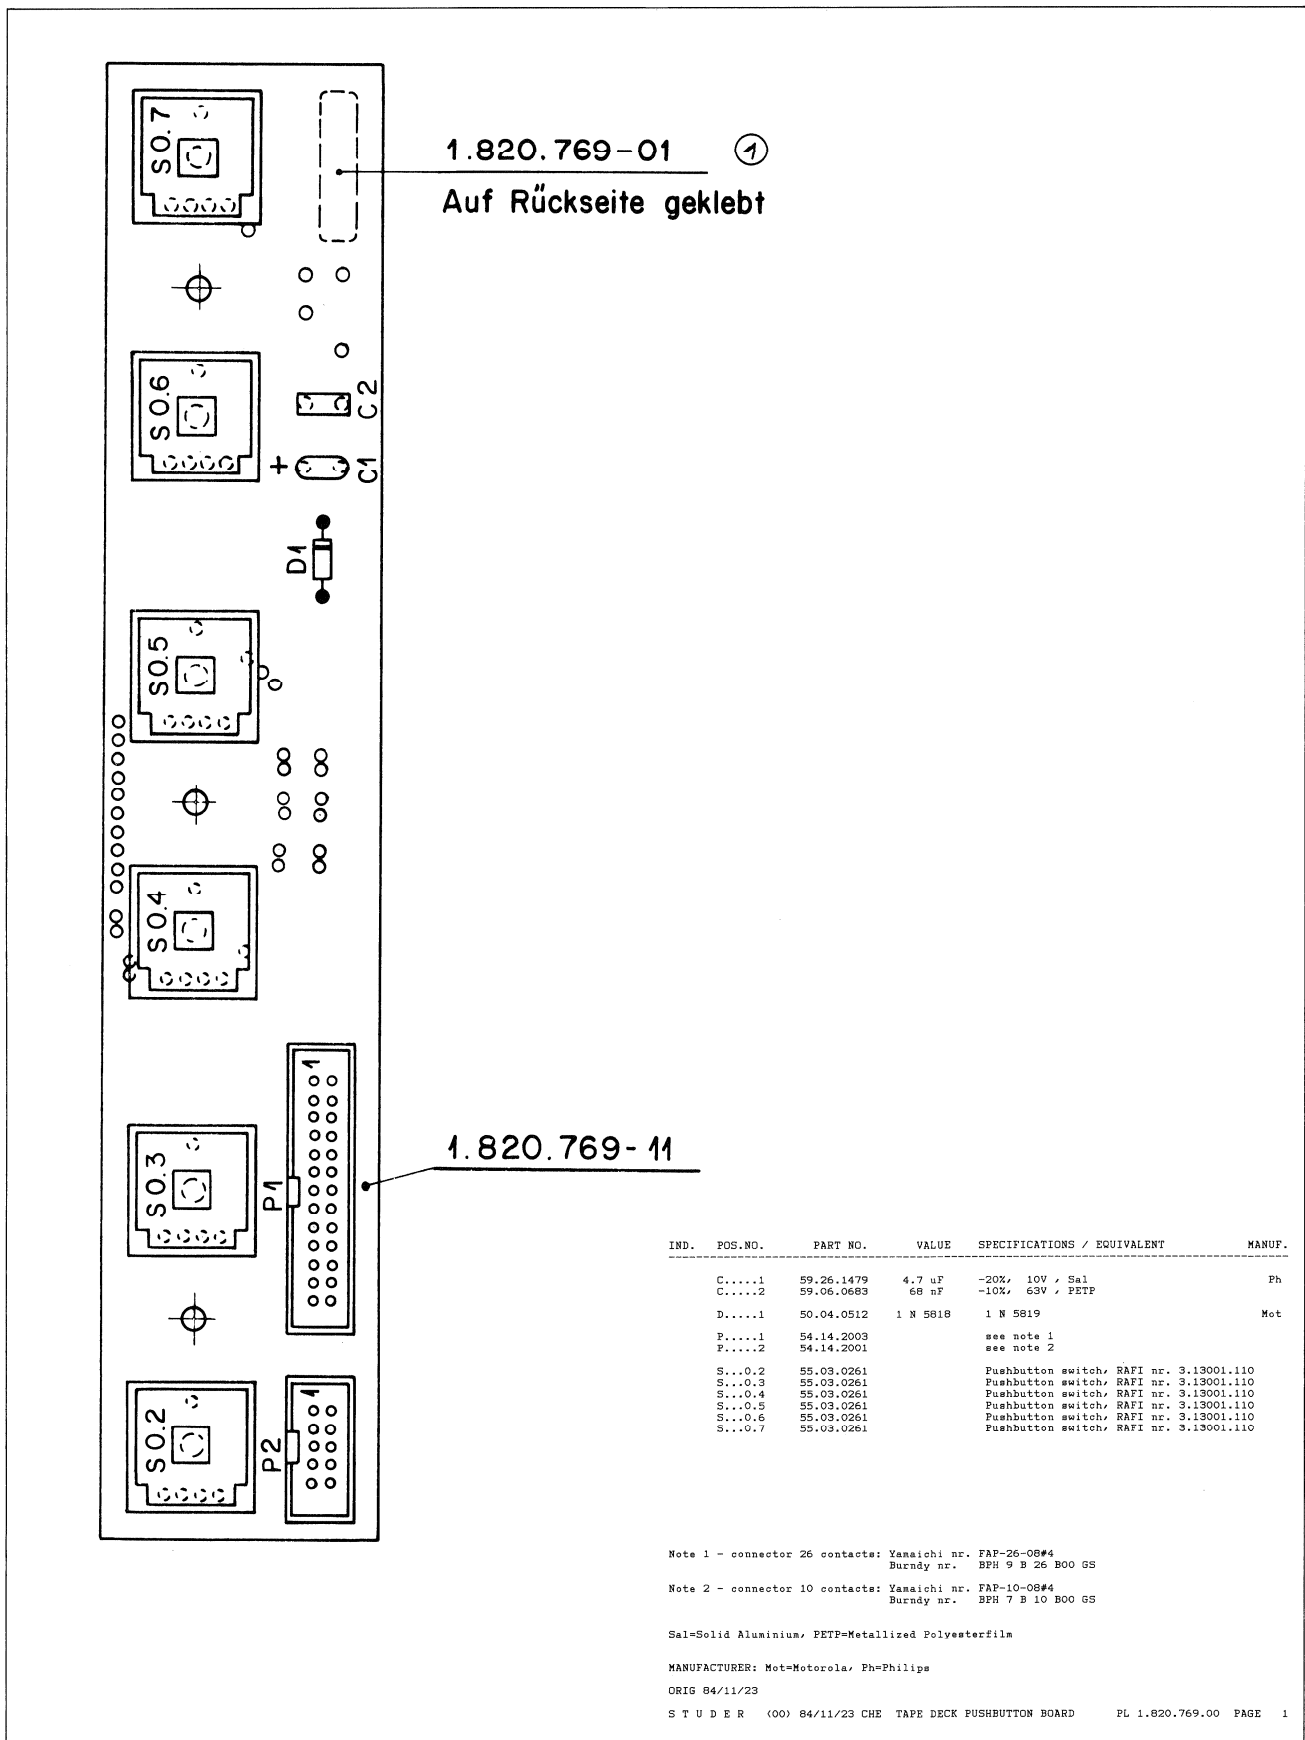 S0.7
1.820.769-01 1
Auf Rückseite geklebt
S0.6
C2
+
C1
D1
S0.5
S0.4
1
S0.3
P1
1.820.769-11
S0.2
P2
1
IND. POS.NO. PART NO. VALUE SPECIFICATIONS / EQUIVALENT MANUF.
C.....1 59.26.1479 4.7 uF -20%, 10V , Sal Ph
C.....2 59.06.0683 68 nF -10%, 63V , PETP
D.....1 50.04.0512 1 N 5818 1 N 5819 Mot
P.....1 54.14.2003 see note 1
P.....2 54.14.2001 see note 2
S...0.2 55.03.0261 Pushbutton switch, RAFI nr. 3.13001.110
S...0.3 55.03.0261 Pushbutton switch, RAFI nr. 3.13001.110
S...0.4 55.03.0261 Pushbutton switch, RAFI nr. 3.13001.110
S...0.5 55.03.0261 Pushbutton switch, RAFI nr. 3.13001.110
S...0.6 55.03.0261 Pushbutton switch, RAFI nr. 3.13001.110
S...0.7 55.03.0261 Pushbutton switch, RAFI nr. 3.13001.110
Note 1 - connector 26 contacts: Yamaichi nr. FAP-26-08#4
Burndy nr. BPH 9 B 26 B00 GS
Note 2 - connector 10 contacts: Yamaichi nr. FAP-10-08#4
Burndy nr. BPH 7 B 10 B00 GS
Sal=Solid Aluminium, PETP=Metallized Polyesterfilm
MANUFACTURER: Mot=Motorola, Ph=Philips
ORIG 84/11/23
S T U D E R (00) 84/11/23 CHE TAPE DECK PUSHBUTTON BOARD PL 1.820.769.00 PAGE 1